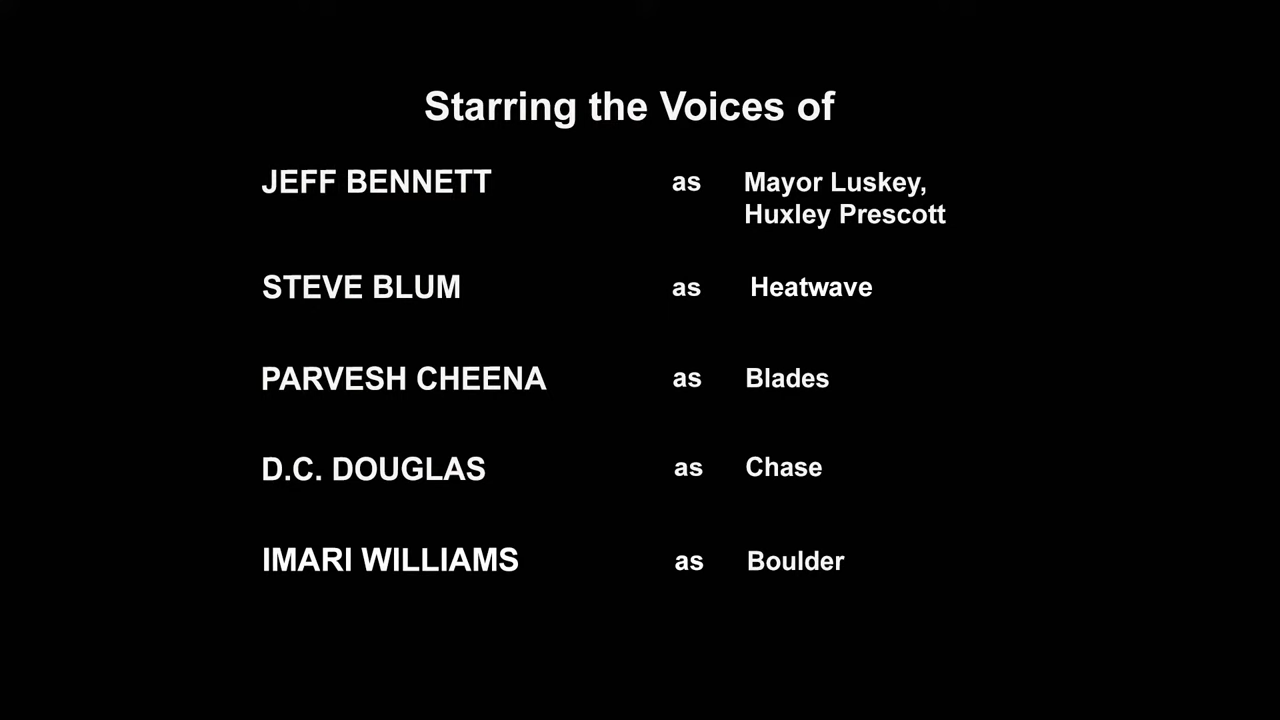 Starring the Voices of
JEFF BENNETT as Mayor Luskey,
Huxley Prescott
STEVE BLUM as Heatwave
PARVESH CHEENA as Blades
D.C. DOUGLAS as Chase
IMARI WILLIAMS as Boulder